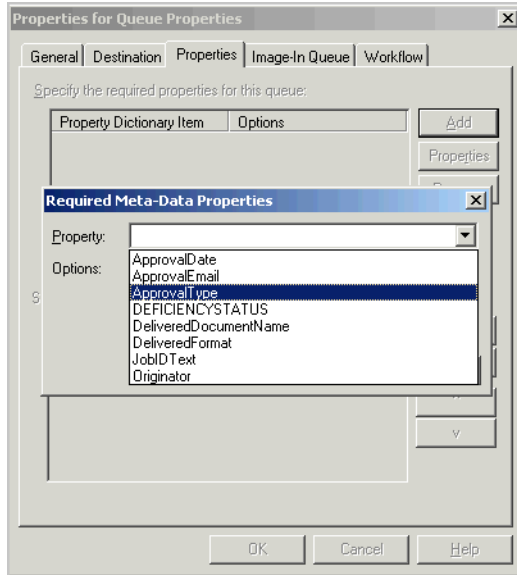 Properties for Queue Properties
General Destination Properties Image-In Queue Workflow
Specify the required properties for this queue:
Property Dictionary Item Options
Add
Properties
Required Meta-Data Properties
Property:
Options:
ApprovalDate
ApprovalEmail
ApprovalType
DEFICIENCYSTATUS
DeliveredDocumentName
DeliveredFormat
JobIDText
Originator
S
v
OK Cancel Help